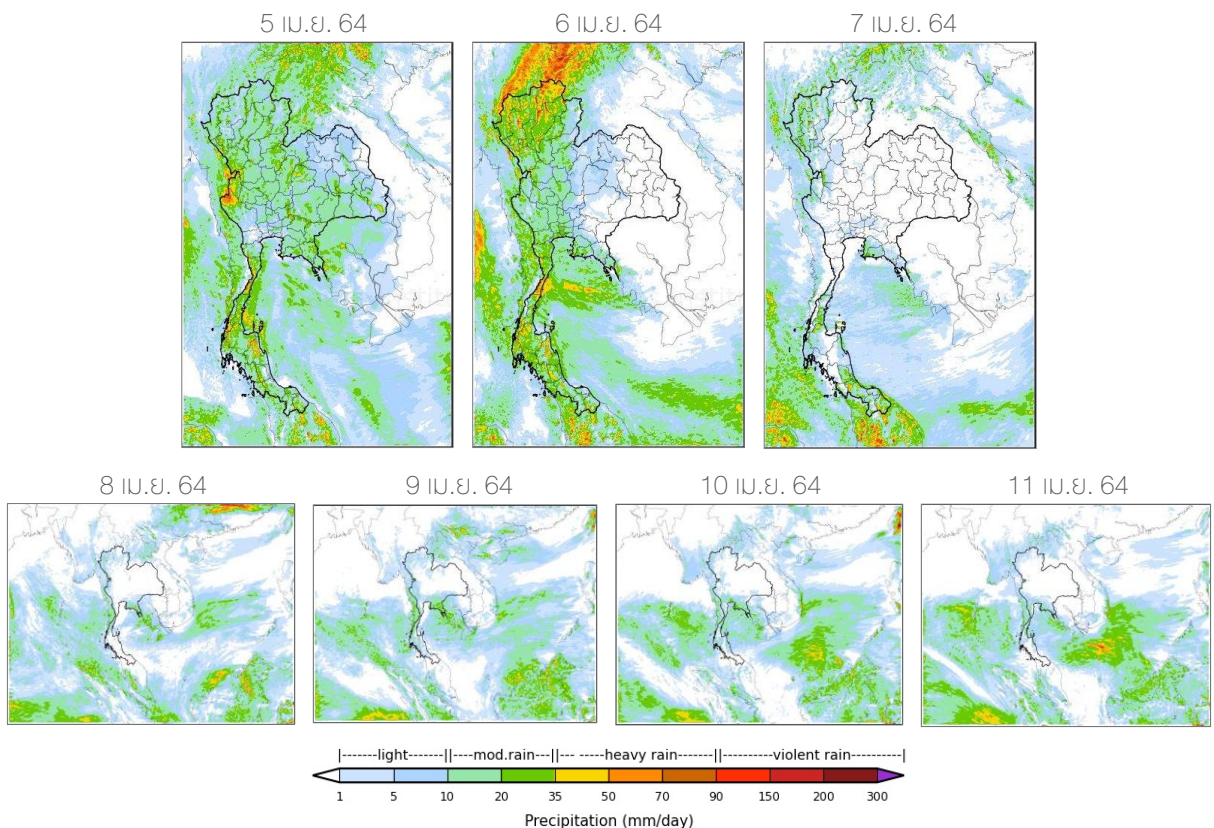 5 เม.ย. 64
6 เม.ย. 64
7 เม.ย. 64
8 เม.ย. 64
9 เม.ย. 64
10 เม.ย. 64
11 เม.ย. 64
|-------light-------||----mod.rain---||--- -----heavy rain--------||---------violent rain-----------|
1 5 10 20 35 50 70 90 150 200 300
Precipitation (mm/day)